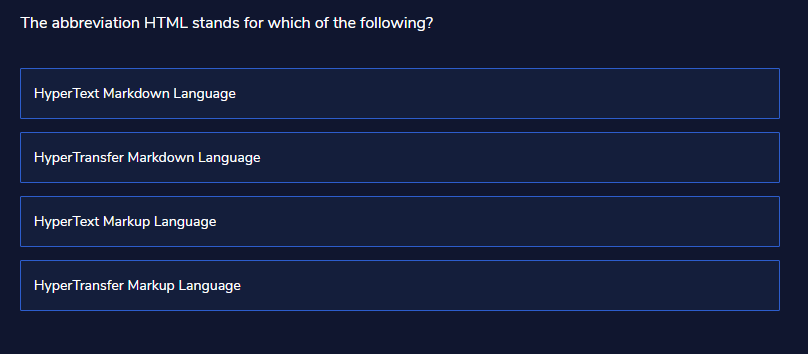 The abbreviation HTML stands for which of the following?
HyperText Markdown Language
HyperTransfer Markdown Language
HyperText Markup Language
HyperTransfer Markup Language